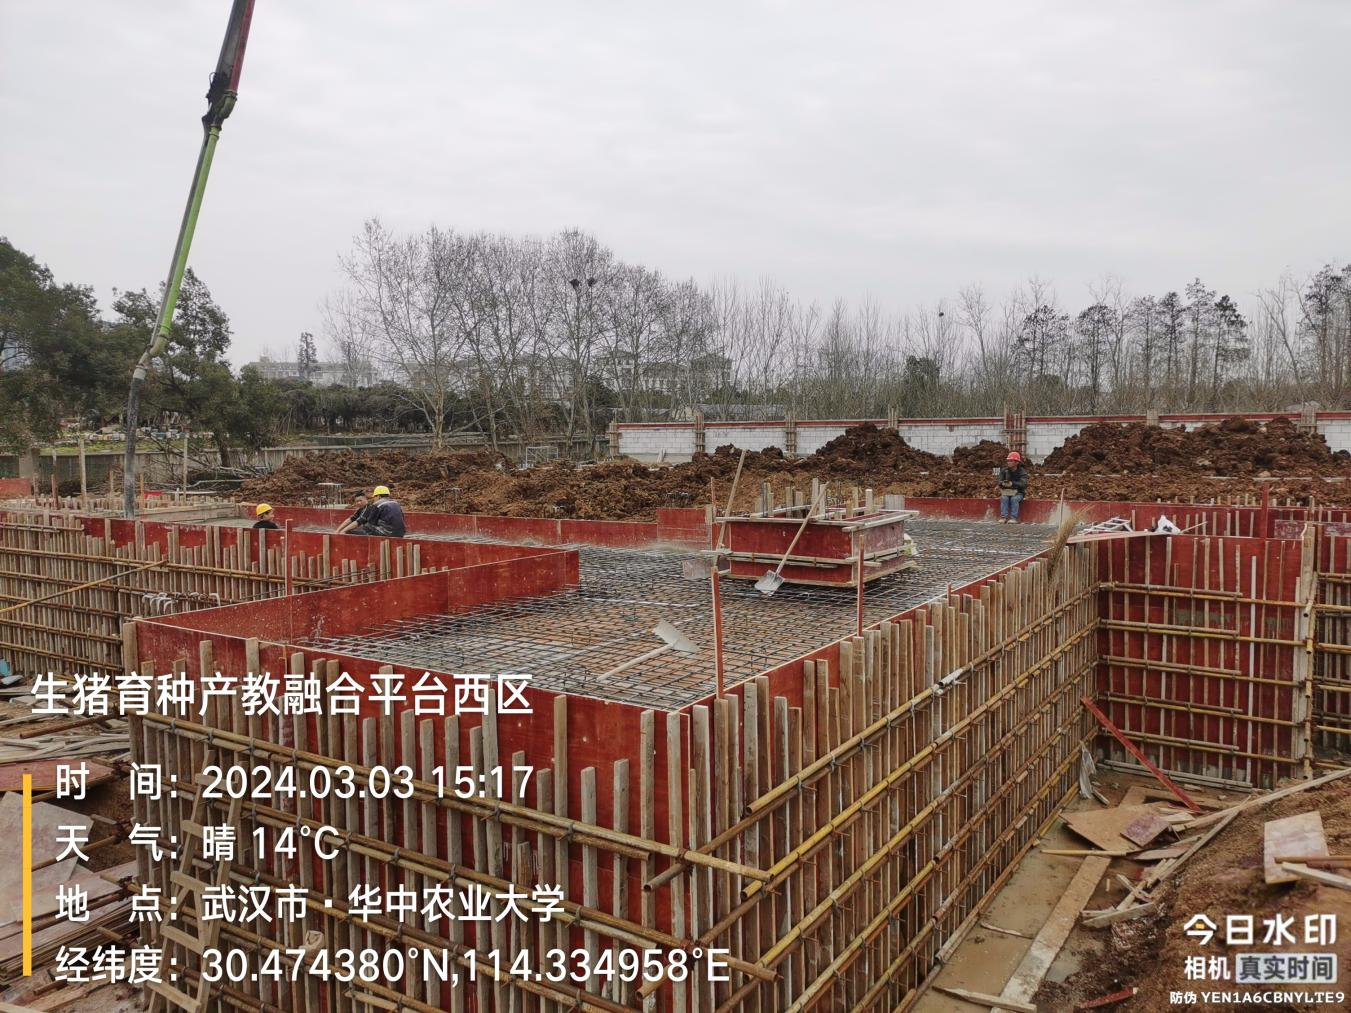 生猪育种产教融合平台西区
时 间：2024.03.03 15:17
天 气：晴 14℃
地 点：武汉市·华中农业大学
经纬度：30.474380°N,114.334958°E
今日水印
相机 真实时间
防伪 YEN1A6CBNYLTE9